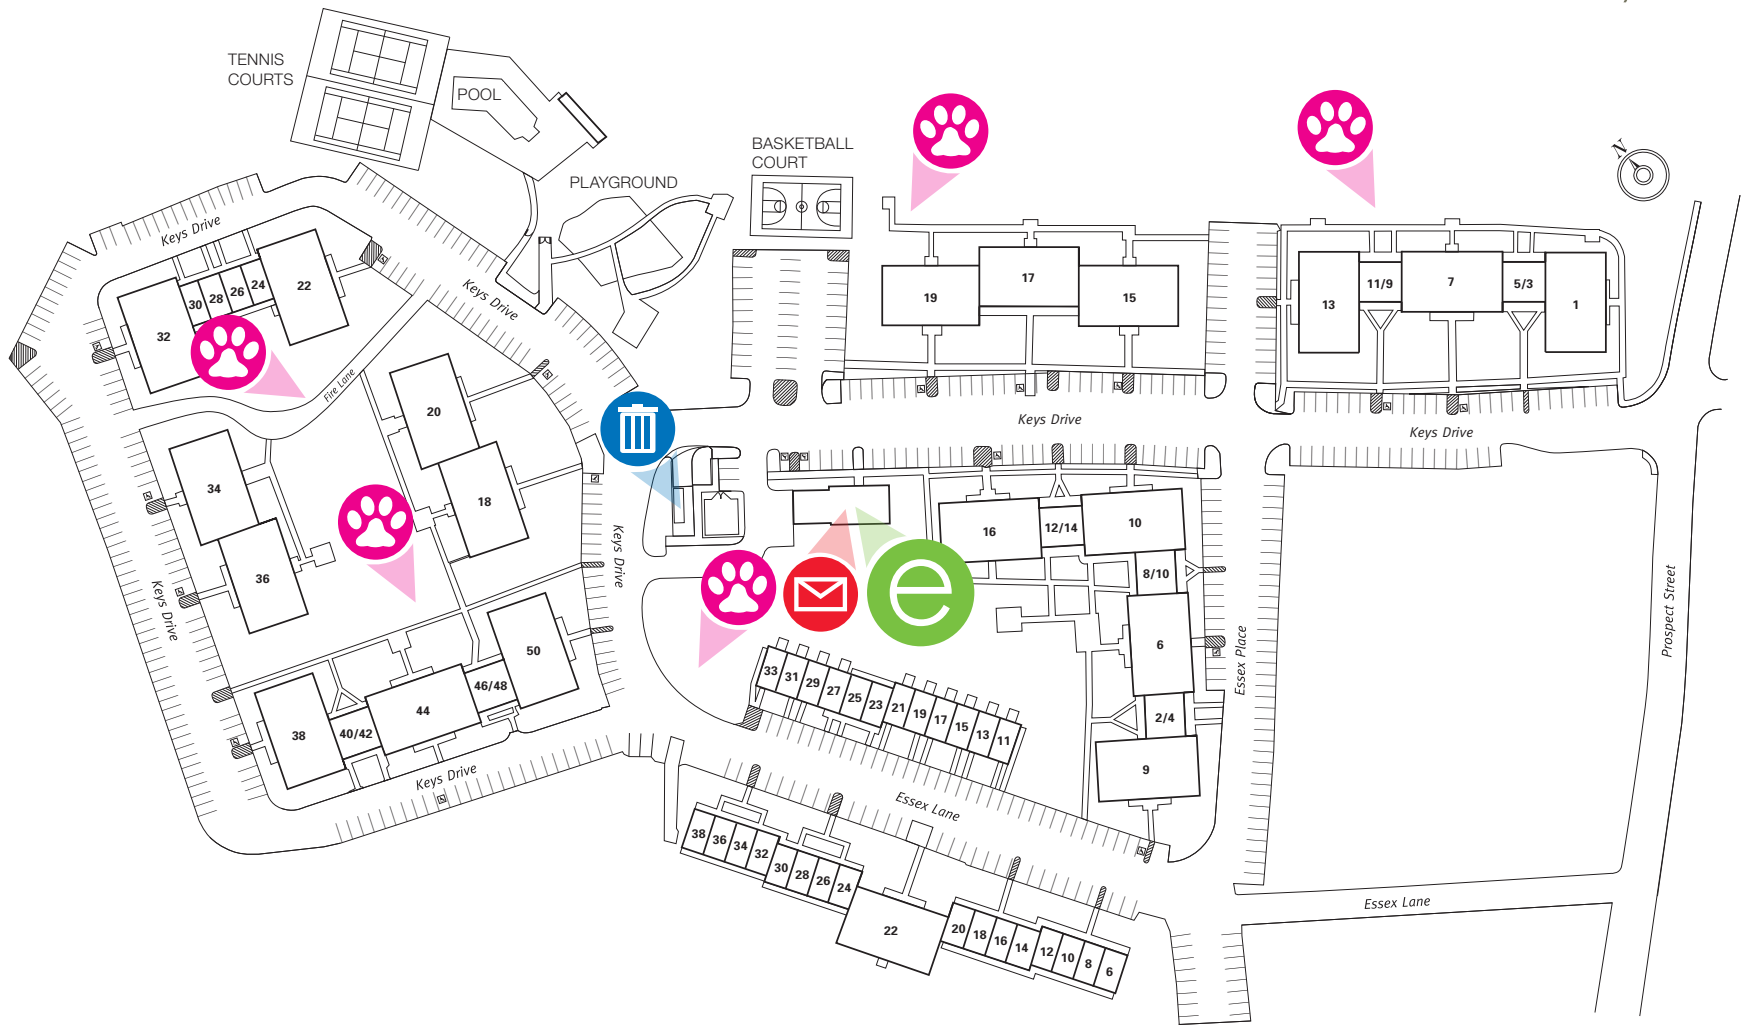 TENNIS
COURTS
POOL
BASKETBALL
COURT
PLAYGROUND
N
Keys Drive
Keys Drive
30
28
26
24
22
32
Fire Lane
19
17
15
13
11/9
7
5/3
1
Keys Drive
Keys Drive
20
18
34
36
Keys Drive
Keys Drive
16
12/14
10
8/10
6
2/4
9
e
Essex Place
Prospect Street
50
46/48
44
40/42
38
Keys Drive
33
31
29
27
25
23
21
19
17
15
13
11
Essex Lane
38
36
34
32
30
28
26
24
22
20
18
16
14
12
10
8
6
Essex Lane